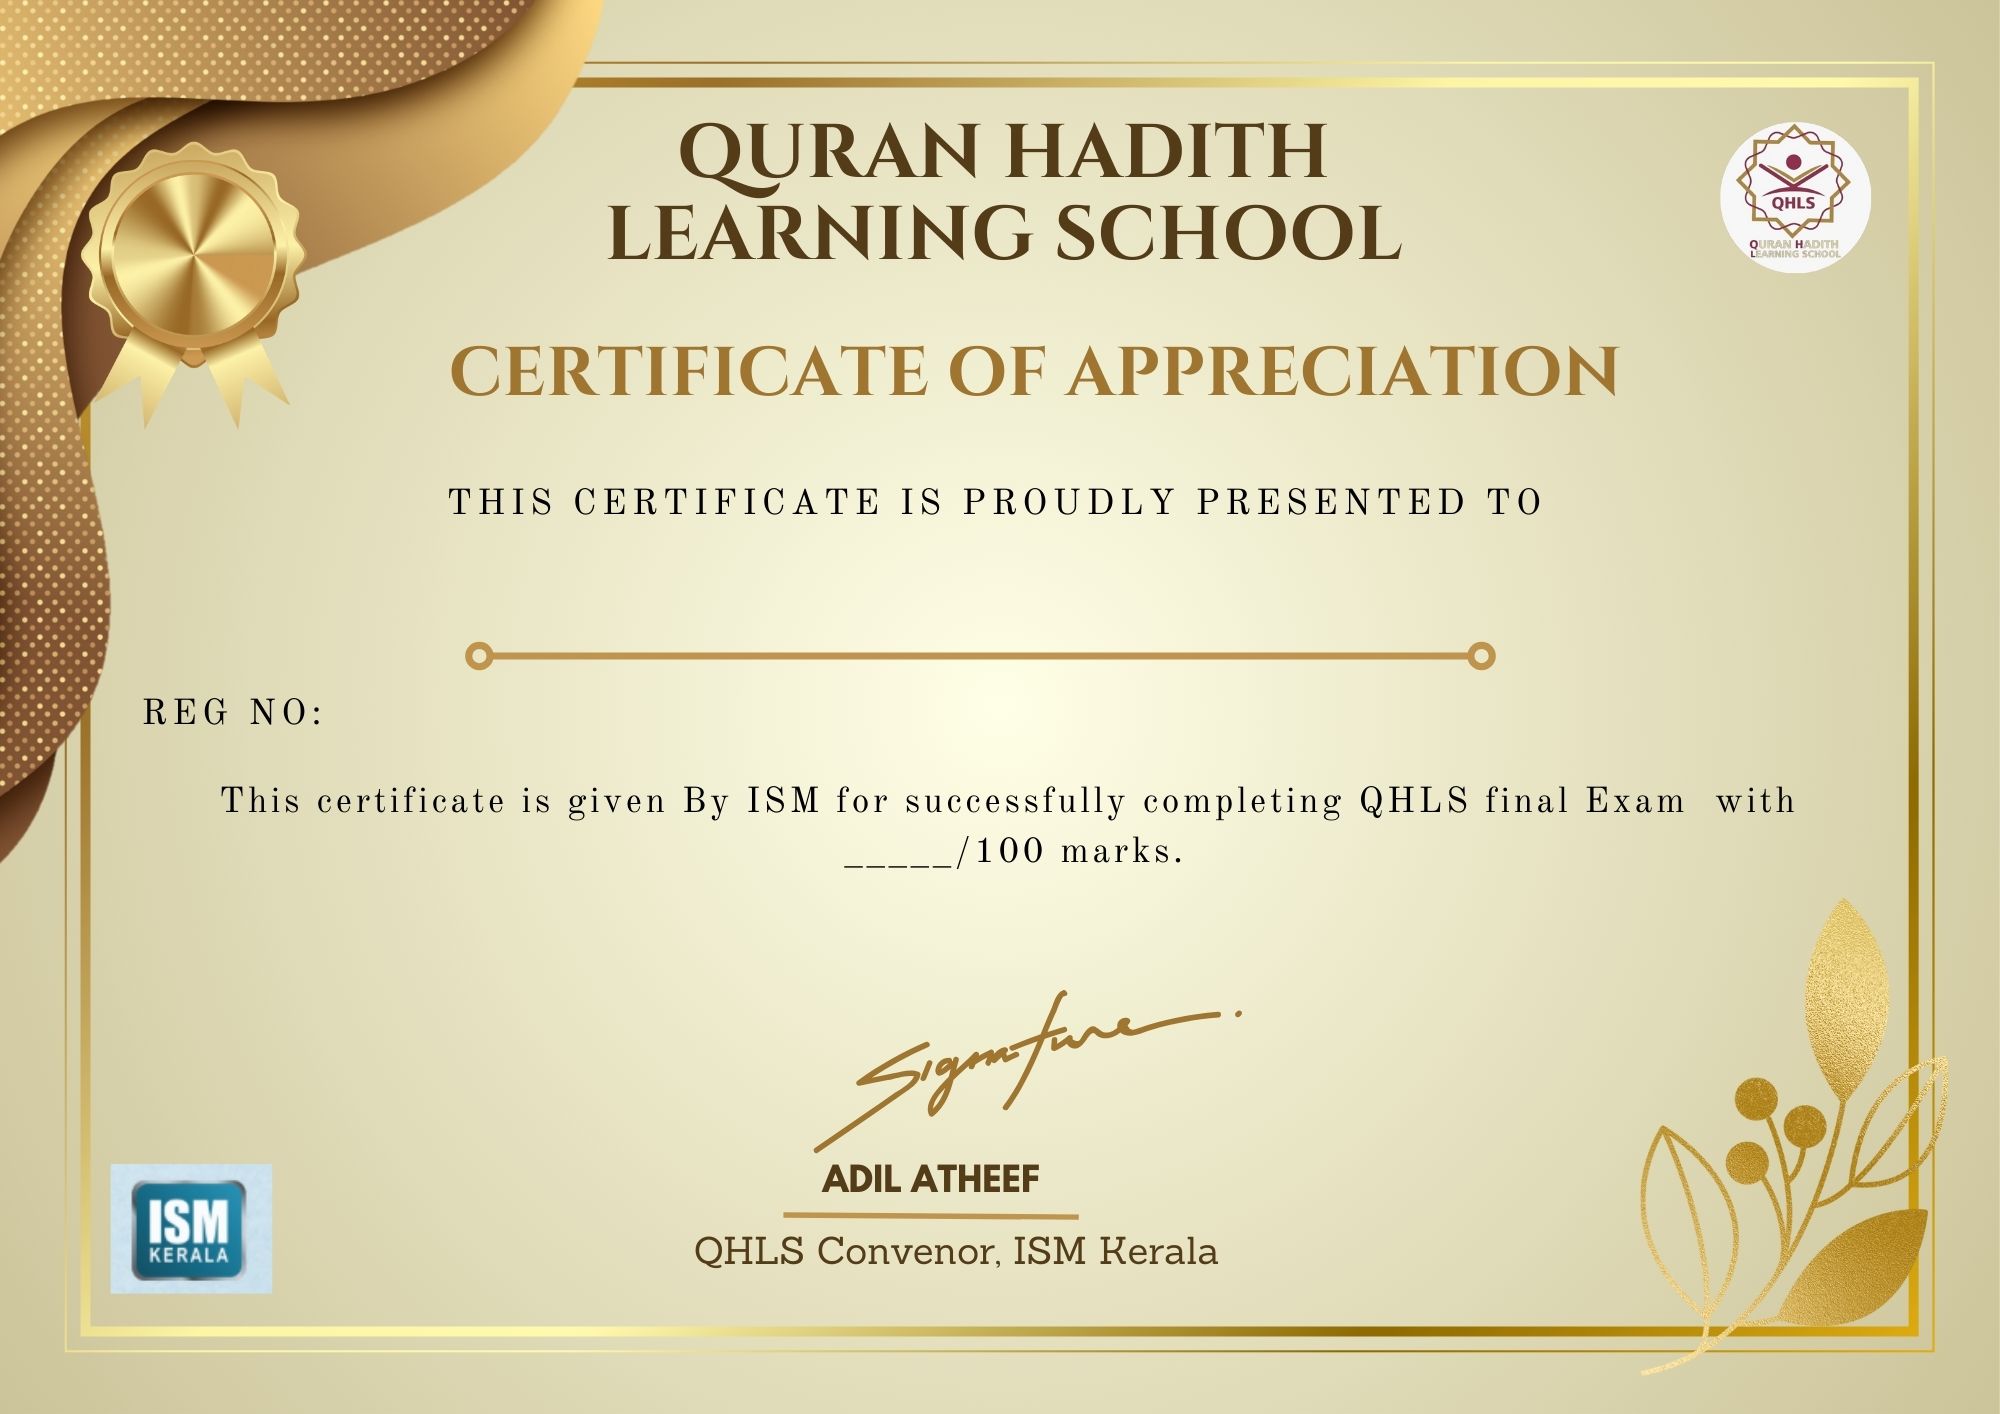 QURAN HADITH
LEARNING SCHOOL
QHLS
QURAN HADITH
LEARNING SCHOOL
CERTIFICATE OF APPRECIATION
THIS CERTIFICATE IS PROUDLY PRESENTED TO
REG NO:
This certificate is given By ISM for successfully completing QHLS final Exam with
_____/100 marks.
Signature
ADIL ATHEEF
QHLS Convenor, ISM Kerala
ISM
KERALA